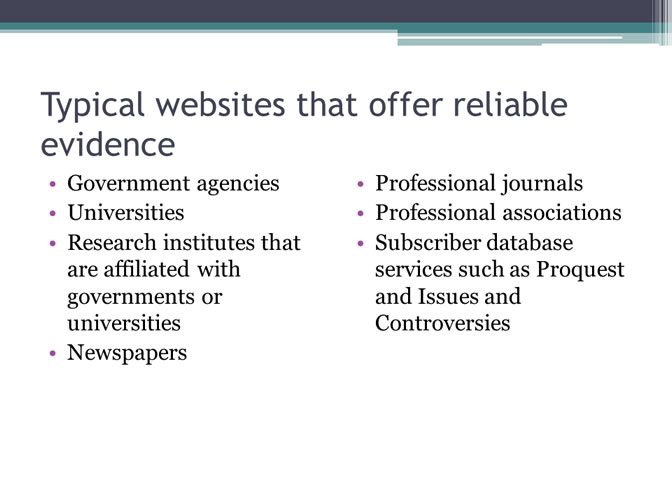 Typical websites that offer reliable
evidence
• Government agencies
• Universities
• Research institutes that
are affiliated with
governments or
universities
• Newspapers
• Professional journals
• Professional associations
• Subscriber database
services such as Proquest
and Issues and
Controversies